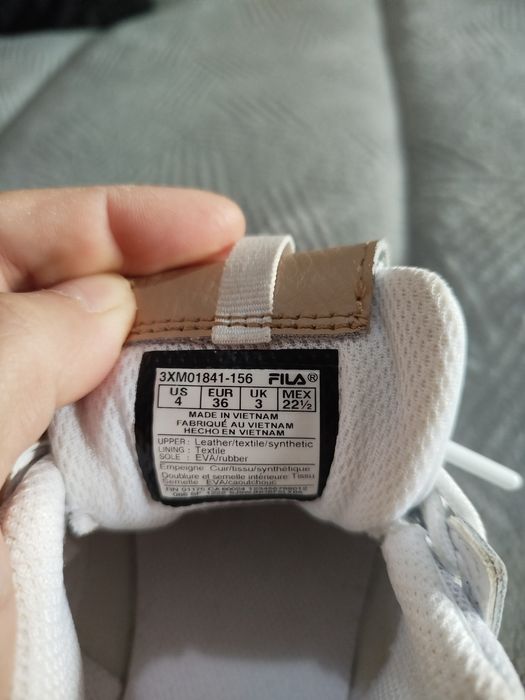 3XM01841-156 FILA®
US EUR UK MEX
4 36 3 22½
MADE IN VIETNAM
FABRIQUÉ AU VIETNAM
HECHO EN VIETNAM
UPPER: Leather/textile/synthetic
LINING: Textile
SOLE: EVA/rubber
Empeigne: Cuir/tissu/synthétique
Doublure et semelle intérieure: Tissu
Semelle: EVA/caoutchouc